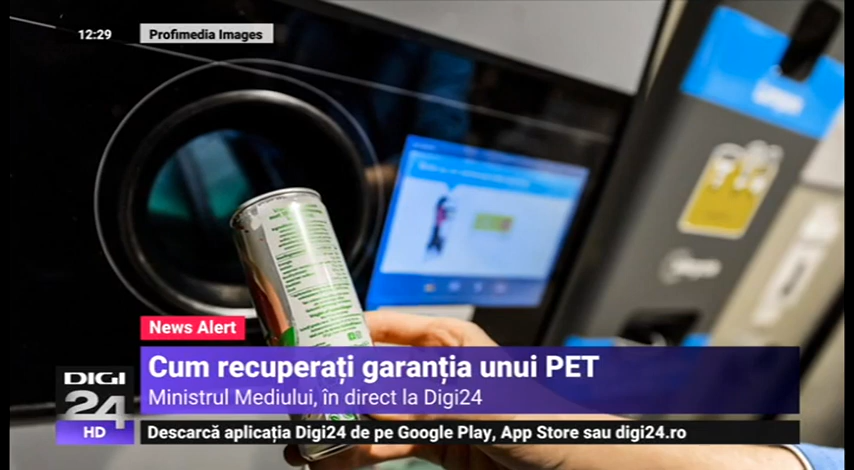 12:29
Profimedia Images
News Alert
Cum recuperați garanția unui PET
Ministrul Mediului, în direct la Digi24
DIGI
24
HD
Descarcă aplicația Digi24 de pe Google Play, App Store sau digi24.ro